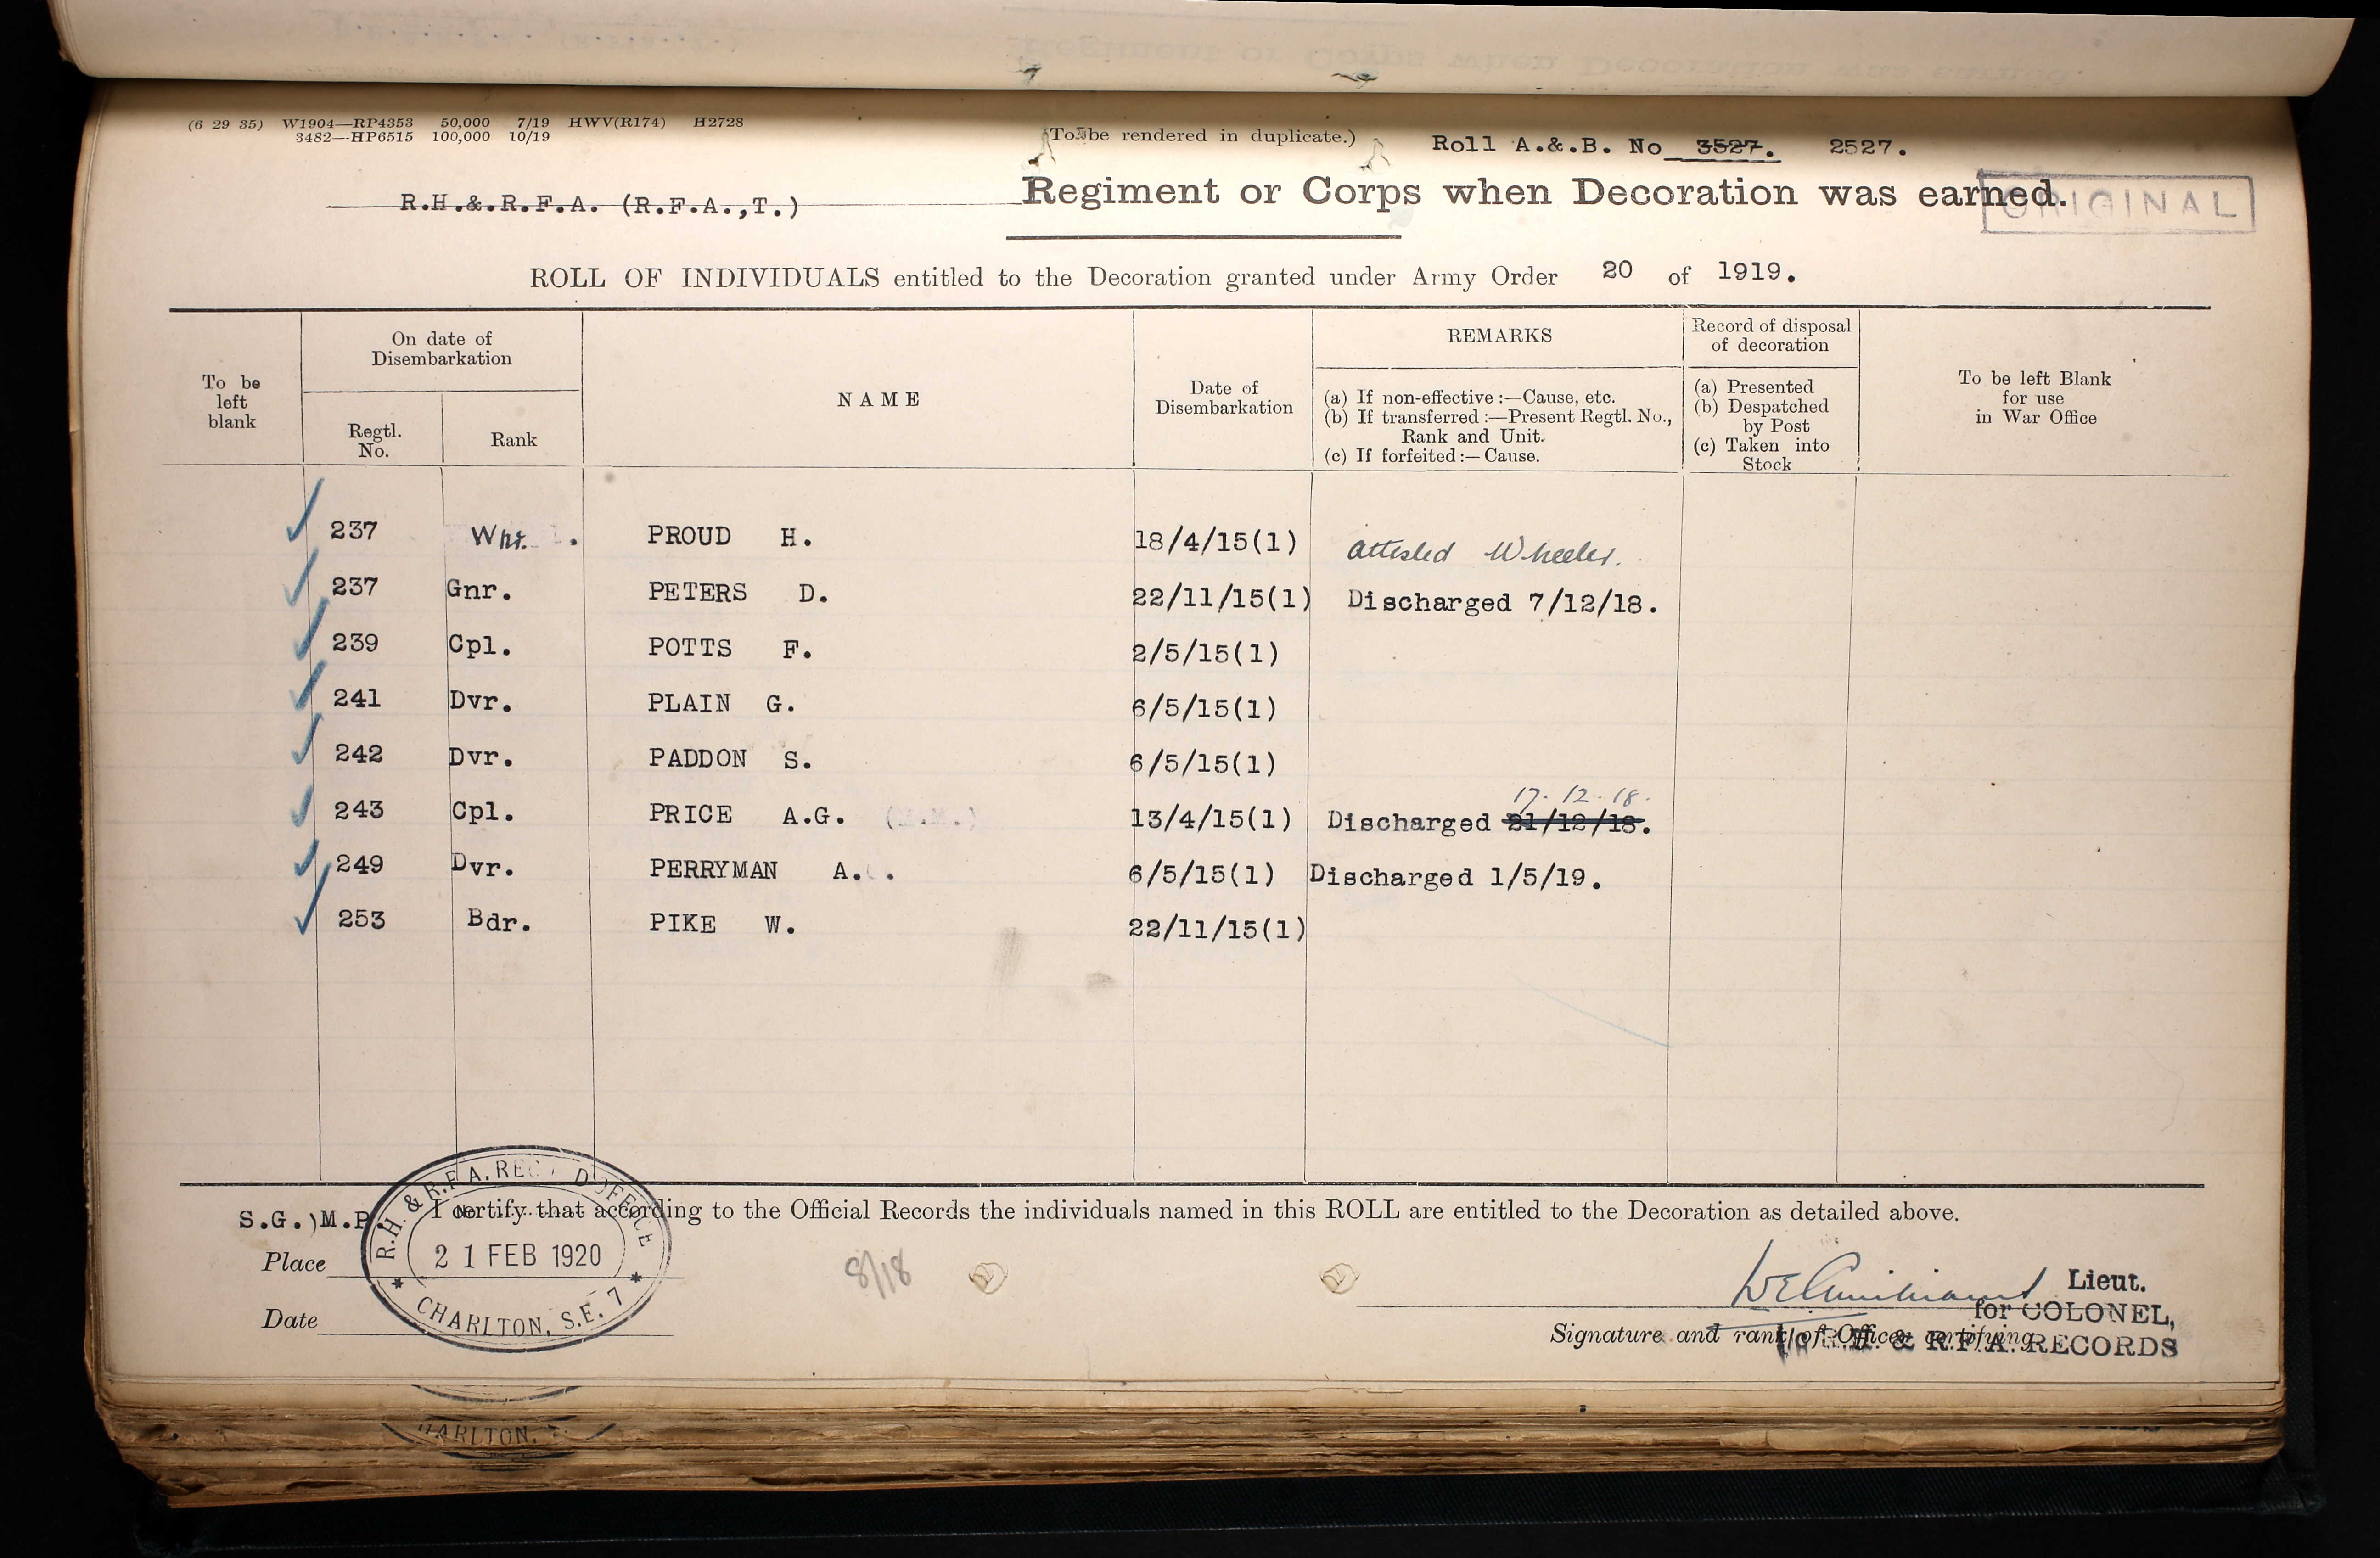 (6 29 35) W1904—RP4353 50,000 7/19 HWV(R174) H2728
3482—HP6515 100,000 10/19
(To be rendered in duplicate.)
Roll A.&.B. No 3527. 2527.
R.H.&.R.F.A. (R.F.A.,T.) Regiment or Corps when Decoration was earned.
ORIGINAL
ROLL OF INDIVIDUALS entitled to the Decoration granted under Army Order 20 of 1919.
To be
left
blank
On date of
Disembarkation
Regtl.
No.
Rank
NAME
Date of
Disembarkation
REMARKS
(a) If non-effective :—Cause, etc.
(b) If transferred :—Present Regtl. No.,
Rank and Unit.
(c) If forfeited :— Cause.
Record of disposal
of decoration
(a) Presented
(b) Despatched
by Post
(c) Taken into
Stock
To be left Blank
for use
in War Office
237 Whr. PROUD H. 18/4/15(1) Attested Wheeler.
237 Gnr. PETERS D. 22/11/15(1) Discharged 7/12/18.
239 Cpl. POTTS F. 2/5/15(1)
241 Dvr. PLAIN G. 6/5/15(1)
242 Dvr. PADDON S. 6/5/15(1)
17.12.18.
243 Cpl. PRICE A.G. 13/4/15(1) Discharged 21/12/18.
249 Dvr. PERRYMAN A. . 6/5/15(1) Discharged 1/5/19.
253 Bdr. PIKE W. 22/11/15(1)
S.G.)M.P. I certify that according to the Official Records the individuals named in this ROLL are entitled to the Decoration as detailed above.
R.H. & R.F.A. RECORD OFFICE
21 FEB 1920
CHARLTON, S.E. 7
Place
Date
8/18
Lieut.
for COLONEL,
Signature and rank of Officer certifying
R.H. & R.F.A. RECORDS
HARLTON,